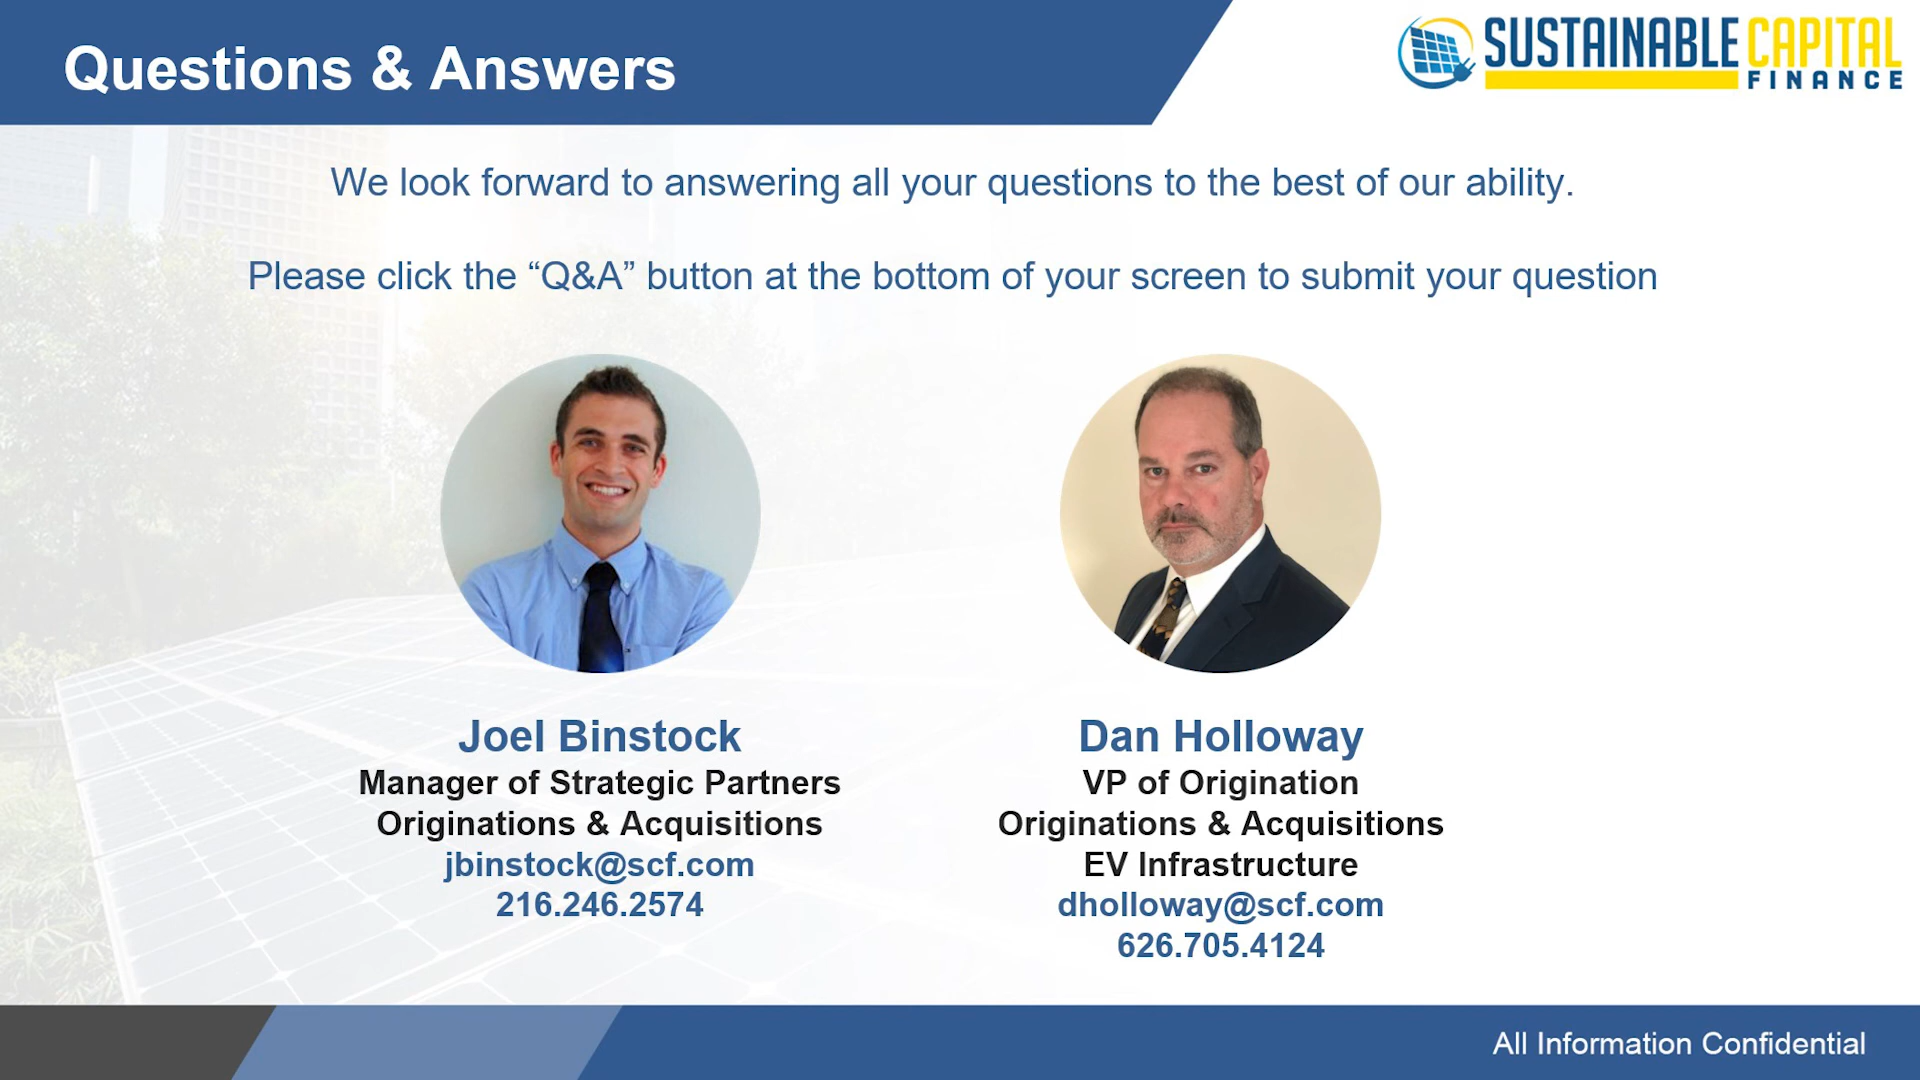 Questions & Answers
SUSTAINABLE CAPITAL
FINANCE
We look forward to answering all your questions to the best of our ability.
Please click the “Q&A” button at the bottom of your screen to submit your question
Joel Binstock
Manager of Strategic Partners
Originations & Acquisitions
jbinstock@scf.com
216.246.2574
Dan Holloway
VP of Origination
Originations & Acquisitions
EV Infrastructure
dholloway@scf.com
626.705.4124
All Information Confidential